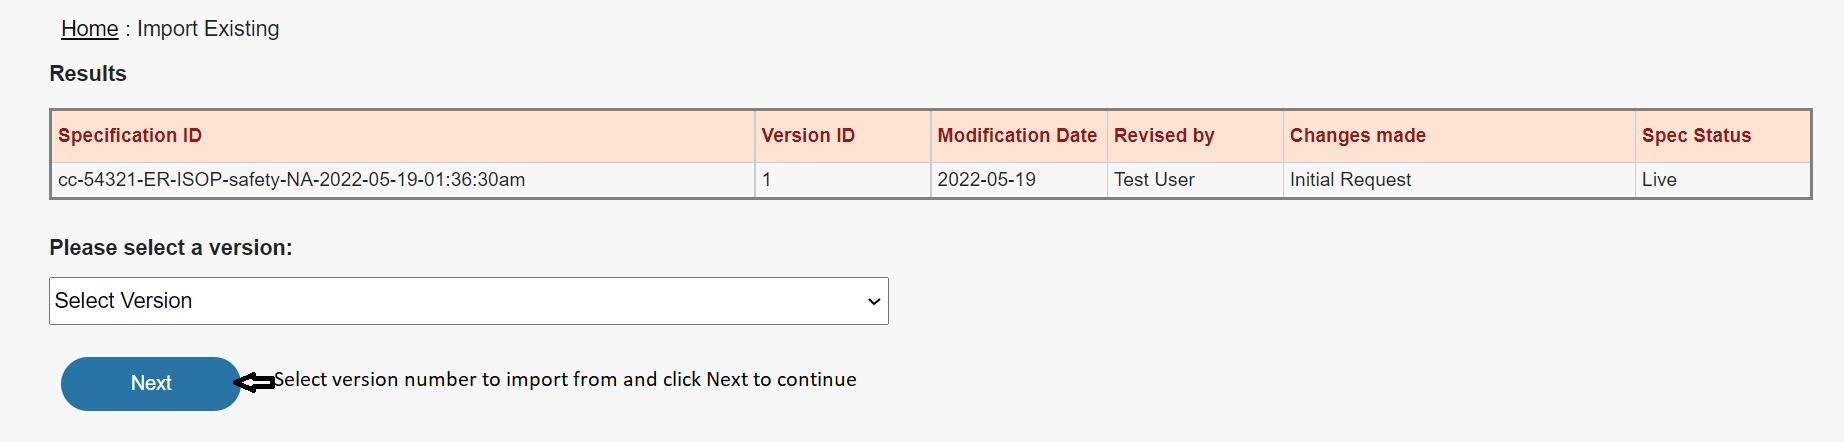 Home : Import Existing
Results
Specification ID Version ID Modification Date Revised by Changes made Spec Status
cc-54321-ER-ISOP-safety-NA-2022-05-19-01:36:30am 1 2022-05-19 Test User Initial Request Live
Please select a version:
Select Version
Next Select version number to import from and click Next to continue